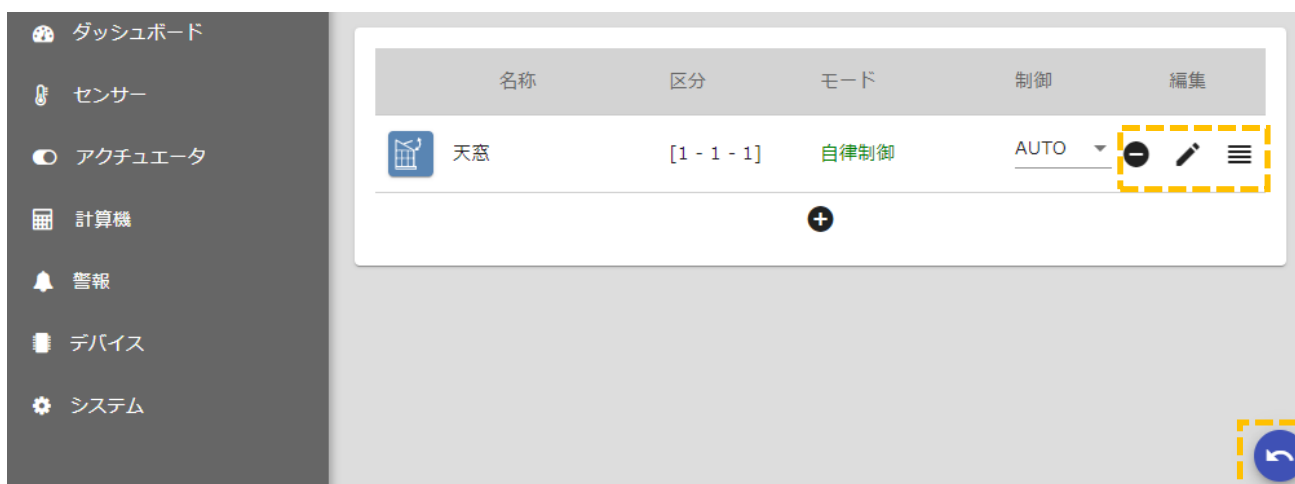 ダッシュボード
センサー
アクチュエータ
計算機
警報
デバイス
システム
名称 区分 モード 制御 編集
天窓 [1 - 1 - 1] 自律制御 AUTO